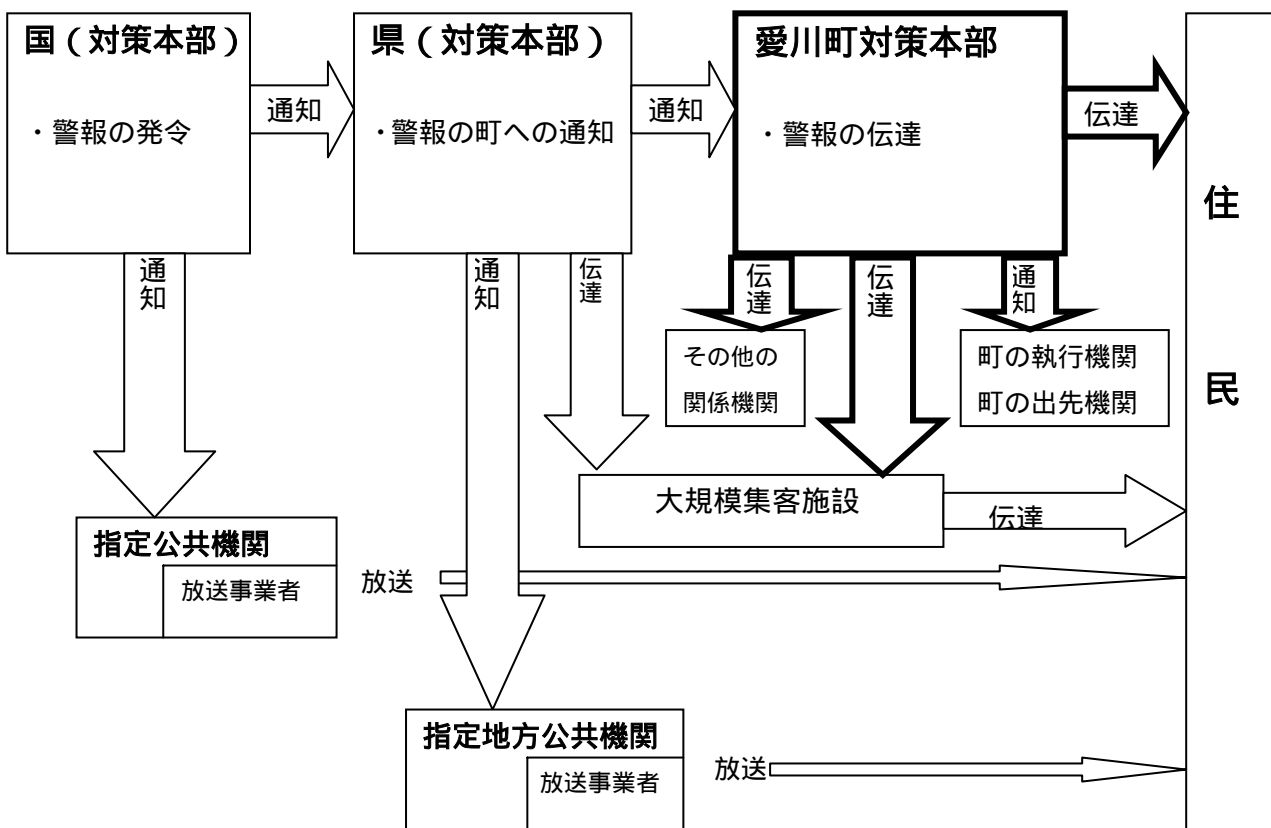 国（対策本部）
・警報の発令
通知
県（対策本部）
・警報の町への通知
通知
愛川町対策本部
・警報の伝達
伝達
住
民
通知
通知
伝達
伝達
伝達
通知
その他の
関係機関
町の執行機関
町の出先機関
大規模集客施設
伝達
指定公共機関
放送事業者
放送
指定地方公共機関
放送事業者
放送